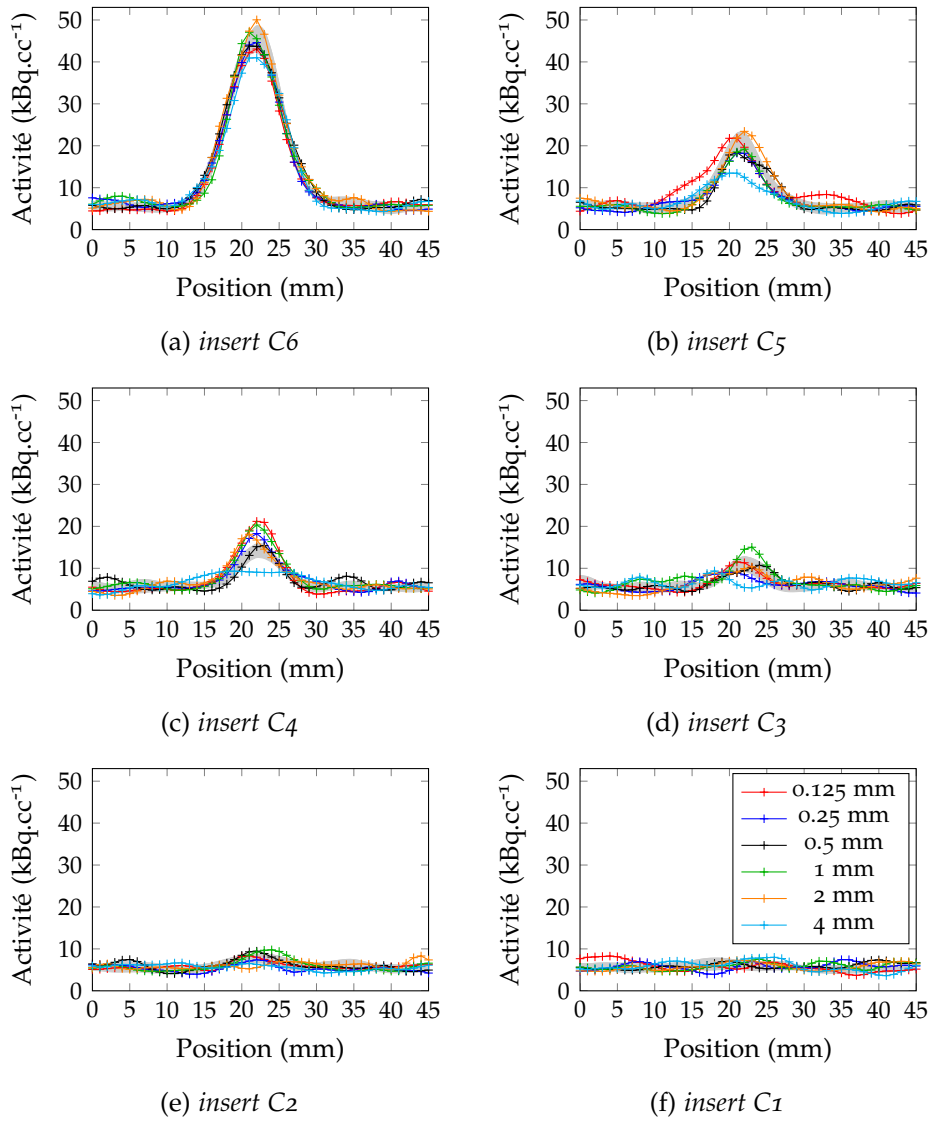 Activité (kBq.cc⁻¹)
50
40
30
20
10
0
0 5 10 15 20 25 30 35 40 45
Position (mm)
(a) insert C6
Activité (kBq.cc⁻¹)
50
40
30
20
10
0
0 5 10 15 20 25 30 35 40 45
Position (mm)
(b) insert C5
Activité (kBq.cc⁻¹)
50
40
30
20
10
0
0 5 10 15 20 25 30 35 40 45
Position (mm)
(c) insert C4
Activité (kBq.cc⁻¹)
50
40
30
20
10
0
0 5 10 15 20 25 30 35 40 45
Position (mm)
(d) insert C3
Activité (kBq.cc⁻¹)
50
40
30
20
10
0
0 5 10 15 20 25 30 35 40 45
Position (mm)
(e) insert C2
Activité (kBq.cc⁻¹)
50
40
30
20
10
0
0.125 mm
0.25 mm
0.5 mm
1 mm
2 mm
4 mm
0 5 10 15 20 25 30 35 40 45
Position (mm)
(f) insert C1